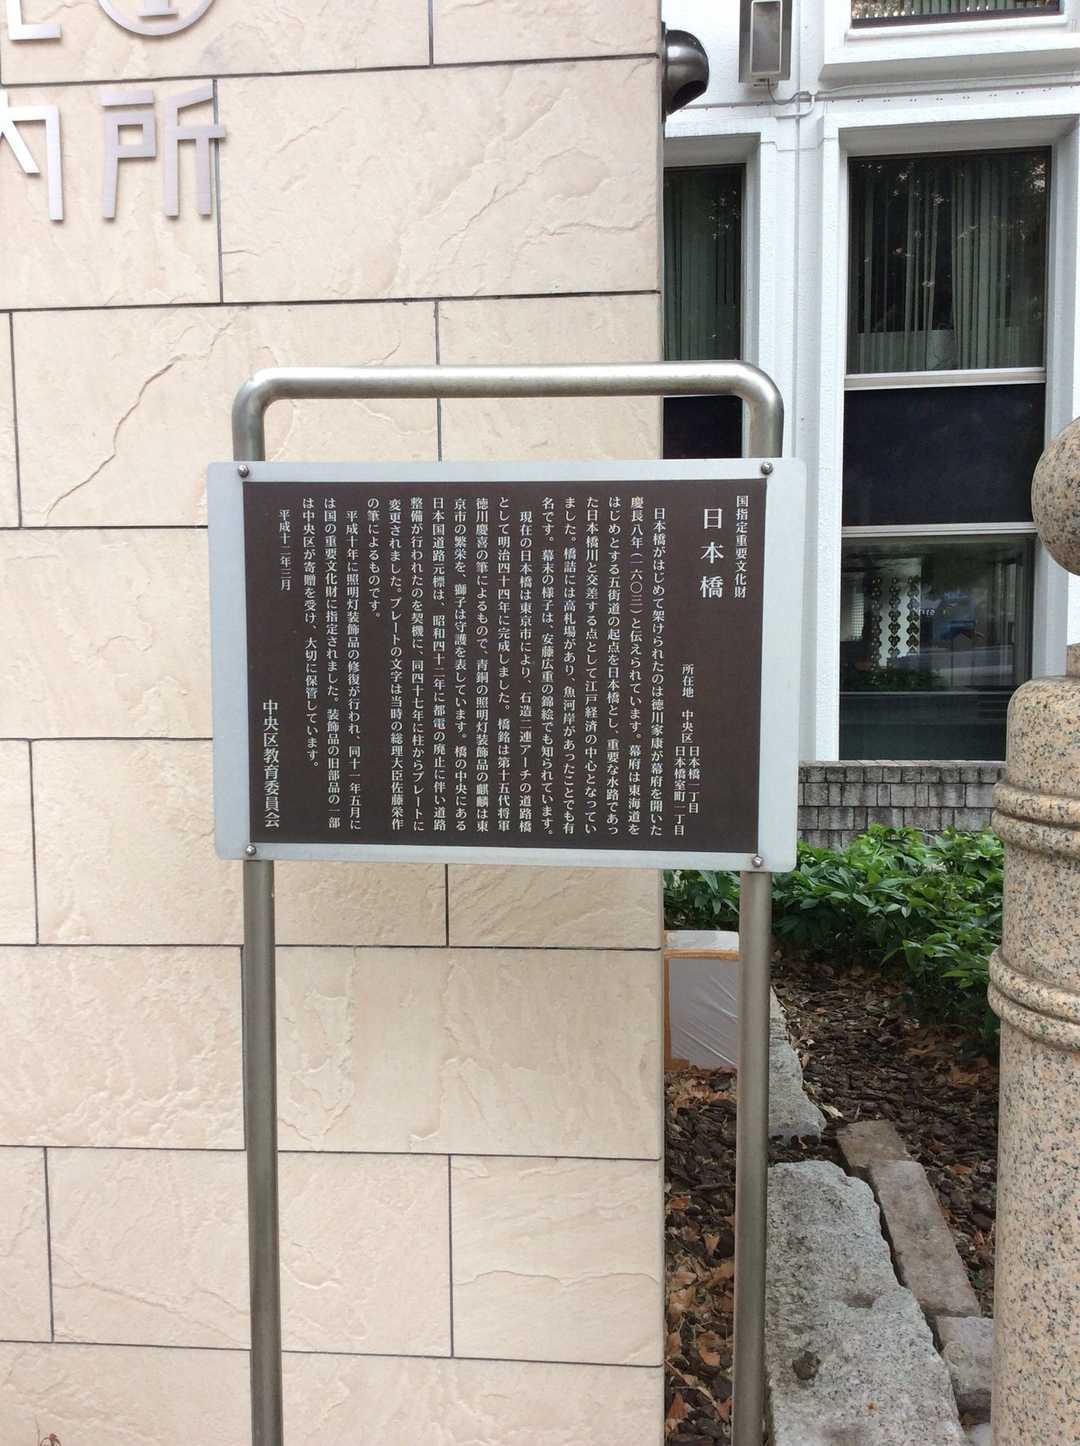 内所
国指定重要文化財
日本橋
所在地　中央区 日本橋一丁目
日本橋室町一丁目
日本橋がはじめて架けられたのは徳川家康が幕府を開いた
慶長八年（一六〇三）と伝えられています。幕府は東海道を
はじめとする五街道の起点を日本橋とし、重要な水路であっ
た日本橋川と交差する点として江戸経済の中心となってい
ました。橋詰には高札場があり、魚河岸があったことでも有
名です。幕末の様子は、安藤広重の錦絵でも知られています。
現在の日本橋は東京市により、石造二連アーチの道路橋
として明治四十四年に完成しました。橋銘は第十五代将軍
徳川慶喜の筆によるもので、青銅の照明灯装飾品の麒麟は東
京市の繁栄を、獅子は守護を表しています。橋の中央にある
日本国道路元標は、昭和四十二年に都電の廃止に伴い道路
整備が行われたのを契機に、同四十七年に柱からプレートに
変更されました。プレートの文字は当時の総理大臣佐藤栄作
の筆によるものです。
平成十年に照明灯装飾品の修復が行われ、同十一年五月に
は国の重要文化財に指定されました。装飾品の旧部品の一部
は中央区が寄贈を受け、大切に保管しています。
平成十二年三月
中央区教育委員会